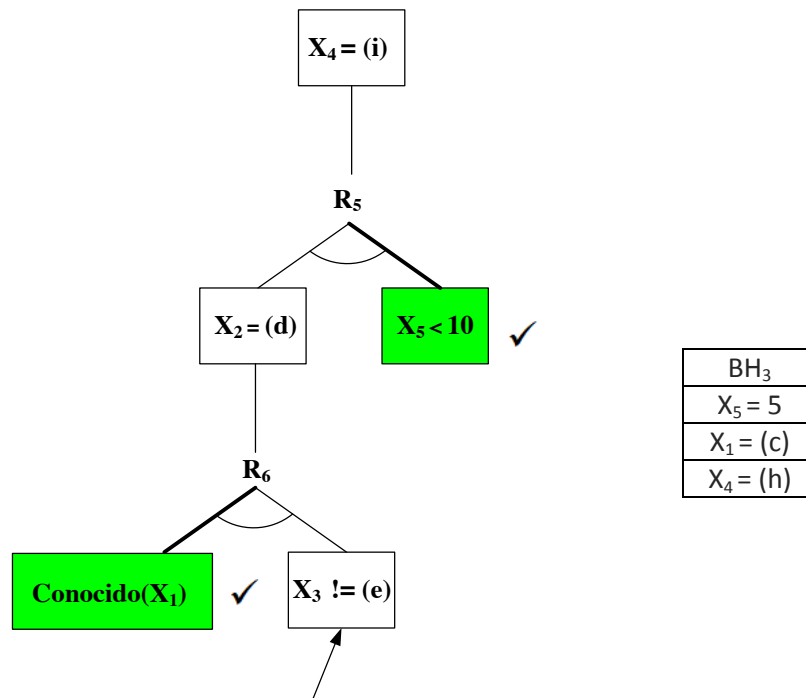 X₄ = (i)
R₅
X₂ = (d)
X₅ < 10
✓
BH₃
X₅ = 5
X₁ = (c)
X₄ = (h)
R₆
Conocido(X₁)
✓
X₃ != (e)